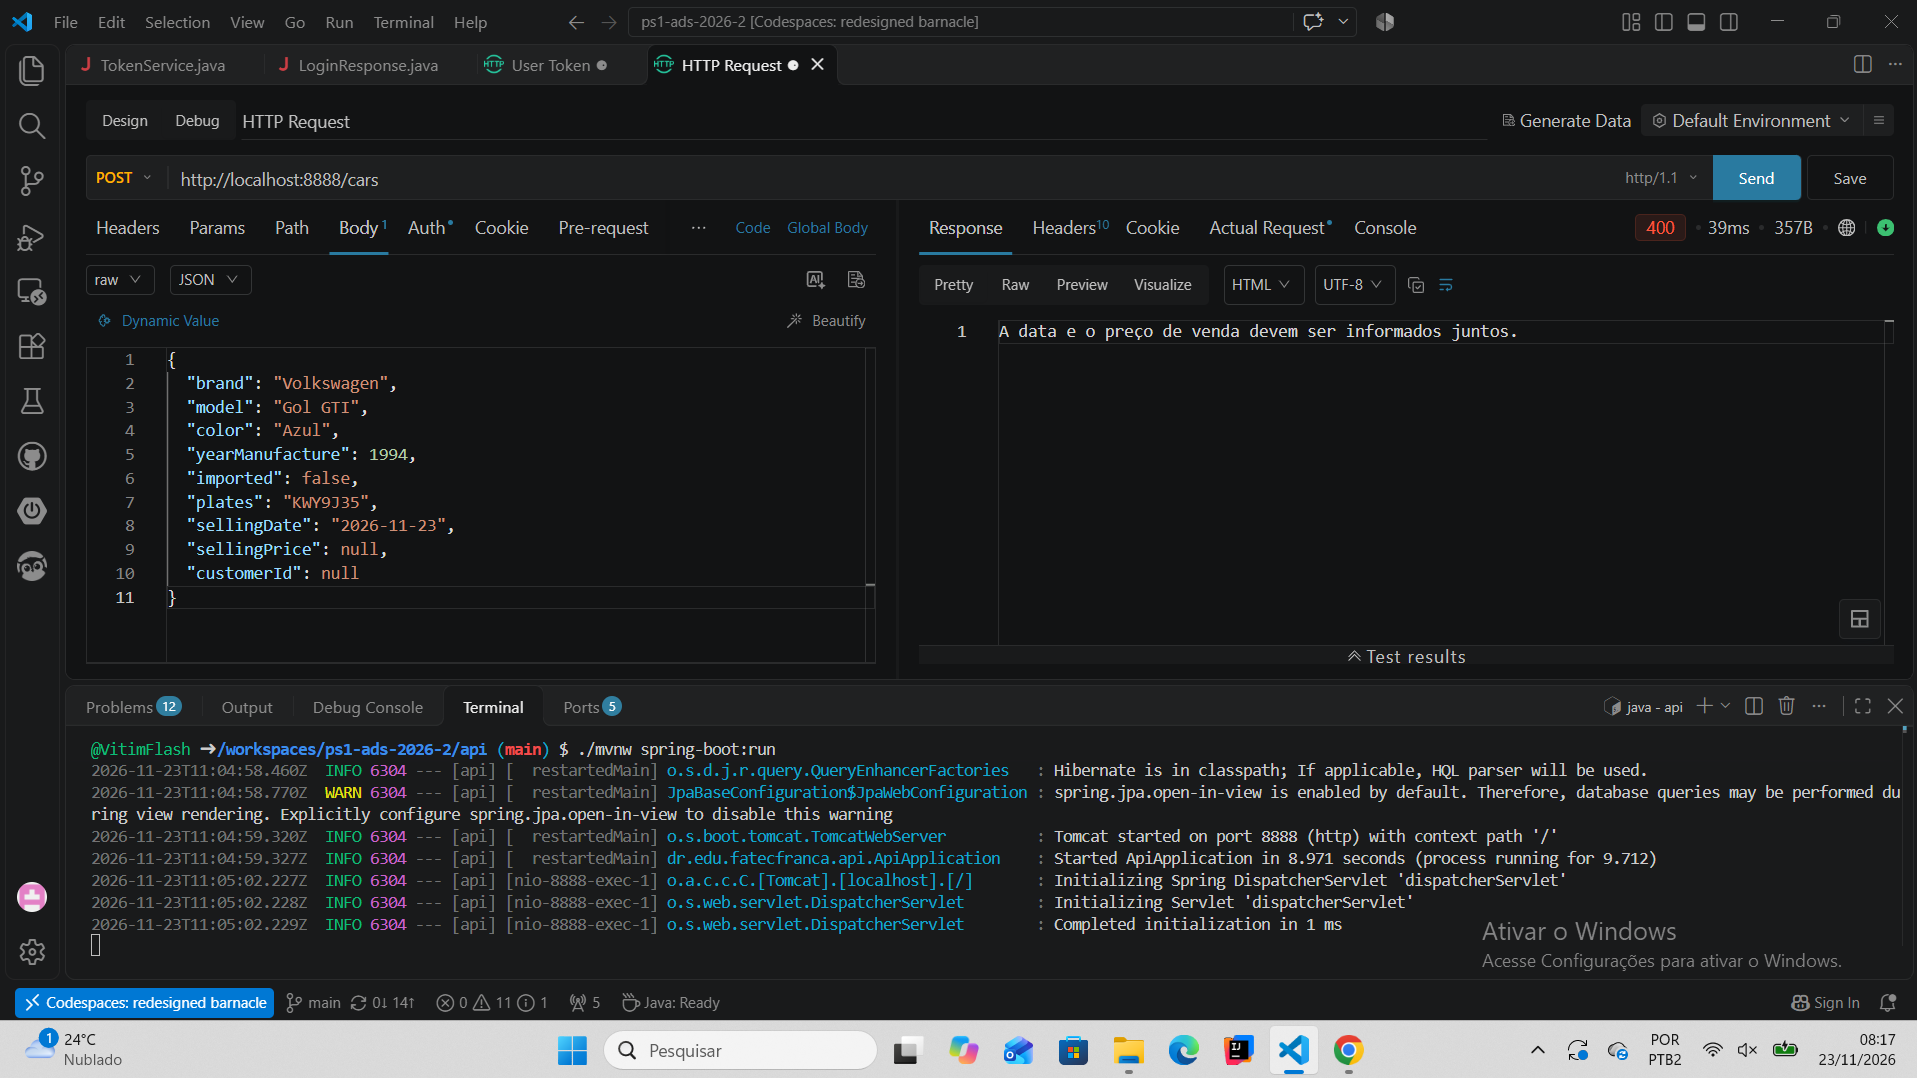 File Edit Selection View Go Run Terminal Help
ps1-ads-2026-2 [Codespaces: redesigned barnacle]
TokenService.java
LoginResponse.java
User Token
HTTP Request
Design Debug HTTP Request
Generate Data
Default Environment
POST http://localhost:8888/cars
http/1.1
Send
Save
Headers Params Path Body 1 Auth Cookie Pre-request ... Code Global Body
raw JSON
Dynamic Value
Beautify
1 {
2 "brand": "Volkswagen",
3 "model": "Gol GTI",
4 "color": "Azul",
5 "yearManufacture": 1994,
6 "imported": false,
7 "plates": "KWY9J35",
8 "sellingDate": "2026-11-23",
9 "sellingPrice": null,
10 "customerId": null
11 }
Response Headers 10 Cookie Actual Request Console
400 39ms 357B
Pretty Raw Preview Visualize HTML UTF-8
1 A data e o preço de venda devem ser informados juntos.
Test results
Problems 12 Output Debug Console Terminal Ports 5
java - api
@VitimFlash ➜/workspaces/ps1-ads-2026-2/api (main) $ ./mvnw spring-boot:run
2026-11-23T11:04:58.460Z INFO 6304 --- [api] [ restartedMain] o.s.d.j.r.query.QueryEnhancerFactories : Hibernate is in classpath; If applicable, HQL parser will be used.
2026-11-23T11:04:58.770Z WARN 6304 --- [api] [ restartedMain] JpaBaseConfiguration$JpaWebConfiguration : spring.jpa.open-in-view is enabled by default. Therefore, database queries may be performed du
ring view rendering. Explicitly configure spring.jpa.open-in-view to disable this warning
2026-11-23T11:04:59.320Z INFO 6304 --- [api] [ restartedMain] o.s.boot.tomcat.TomcatWebServer : Tomcat started on port 8888 (http) with context path '/'
2026-11-23T11:04:59.327Z INFO 6304 --- [api] [ restartedMain] dr.edu.fatecfranca.api.ApiApplication : Started ApiApplication in 8.971 seconds (process running for 9.712)
2026-11-23T11:05:02.227Z INFO 6304 --- [api] [nio-8888-exec-1] o.a.c.c.C.[Tomcat].[localhost].[/] : Initializing Spring DispatcherServlet 'dispatcherServlet'
2026-11-23T11:05:02.228Z INFO 6304 --- [api] [nio-8888-exec-1] o.s.web.servlet.DispatcherServlet : Initializing Servlet 'dispatcherServlet'
2026-11-23T11:05:02.229Z INFO 6304 --- [api] [nio-8888-exec-1] o.s.web.servlet.DispatcherServlet : Completed initialization in 1 ms
Ativar o Windows
Acesse Configurações para ativar o Windows.
Codespaces: redesigned barnacle main 0↓ 14↑ 0 11 1 5 Java: Ready
Sign In
1
24°C
Nublado
Pesquisar
POR
PTB2
08:17
23/11/2026